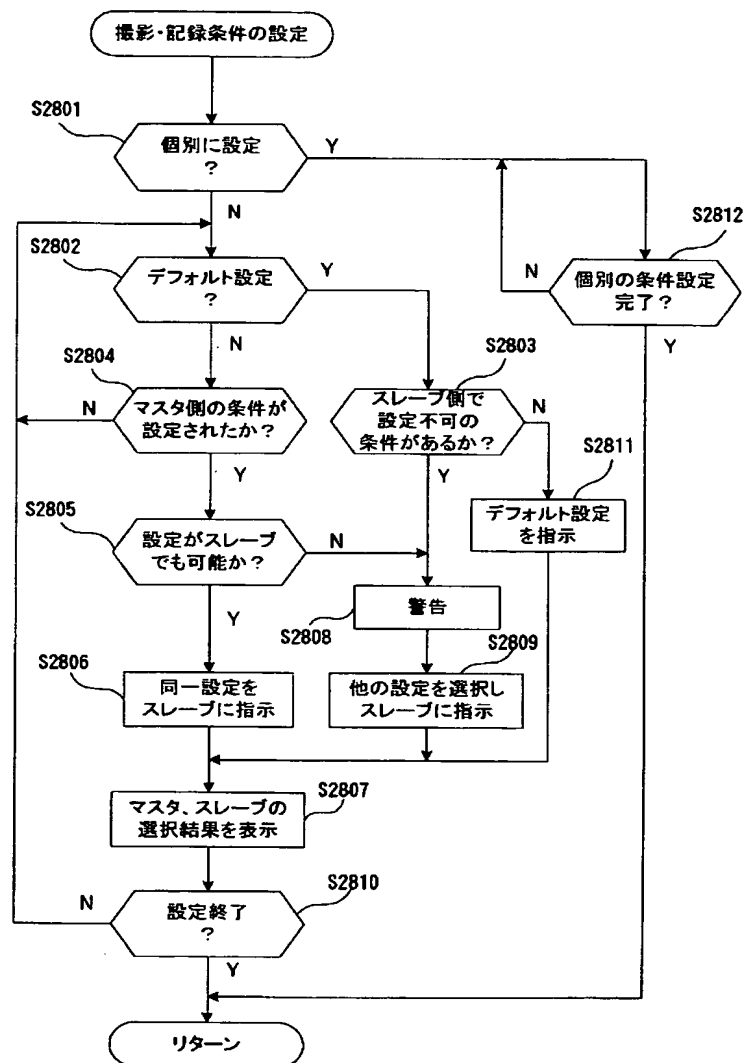 撮影・記録条件の設定
S2801
個別に設定
?
Y
N
S2802
デフォルト設定
?
Y
N
S2812
個別の条件設定
完了?
N
Y
S2804
マスタ側の条件が
設定されたか?
N
Y
S2803
スレーブ側で
設定不可の
条件があるか?
N
Y
S2811
デフォルト設定
を指示
S2805
設定がスレーブ
でも可能か?
N
Y
警告
S2808
S2806
同一設定を
スレーブに指示
S2809
他の設定を選択し
スレーブに指示
S2807
マスタ、スレーブの
選択結果を表示
S2810
設定終了
?
N
Y
リターン